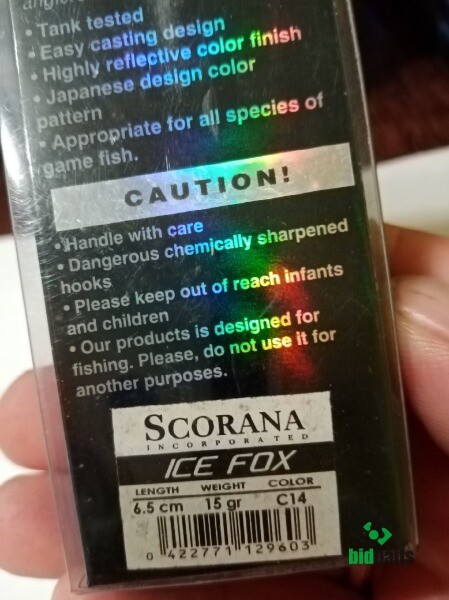 anglers
• Tank tested
• Easy casting design
• Highly reflective color finish
• Japanese design color
pattern
• Appropriate for all species of
game fish.
CAUTION!
• Handle with care
• Dangerous chemically sharpened
hooks
• Please keep out of reach infants
and children
• Our products is designed for
fishing. Please, do not use it for
another purposes.
SCORANA
INCORPORATED
ICE FOX
LENGTH WEIGHT COLOR
6.5 cm 15 gr C14
0 422771 129603